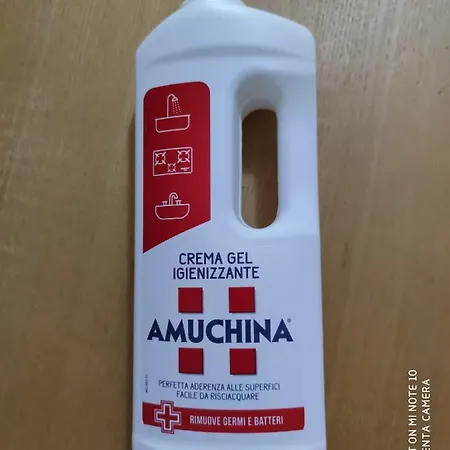 CREMA GEL
IGIENIZZANTE
AMUCHINA®
PERFETTA ADERENZA ALLE SUPERFICI
FACILE DA RISCIACQUARE
RIMUOVE GERMI E BATTERI
ON MI NOTE 10
ENTA CAMERA